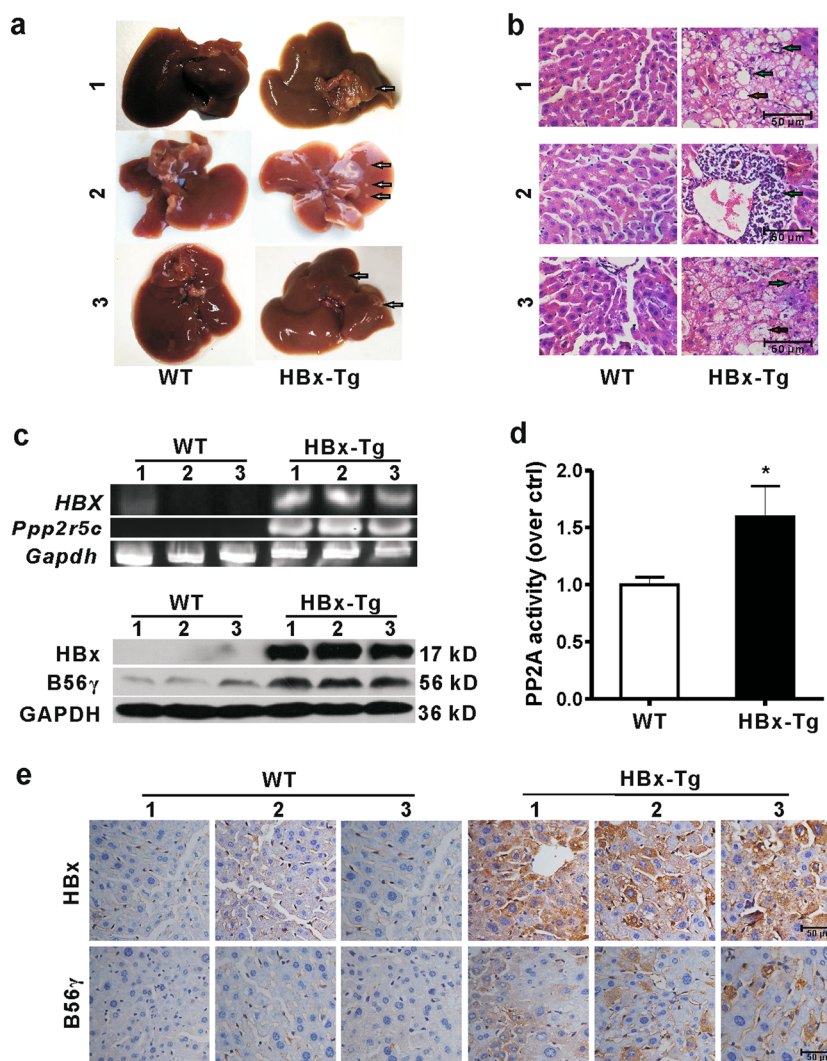 a
1
2
3
WT HBx-Tg
b
1
50 µm
2
50 µm
3
50 µm
WT HBx-Tg
c
WT HBx-Tg
1 2 3 1 2 3
HBX
Ppp2r5c
Gapdh
WT HBx-Tg
1 2 3 1 2 3
HBx 17 kD
B56γ 56 kD
GAPDH 36 kD
d
PP2A activity (over ctrl)
2.0
1.5
1.0
0.5
0.0
*
WT HBx-Tg
e
WT HBx-Tg
1 2 3 1 2 3
HBx
50 µm
B56γ
50 µm